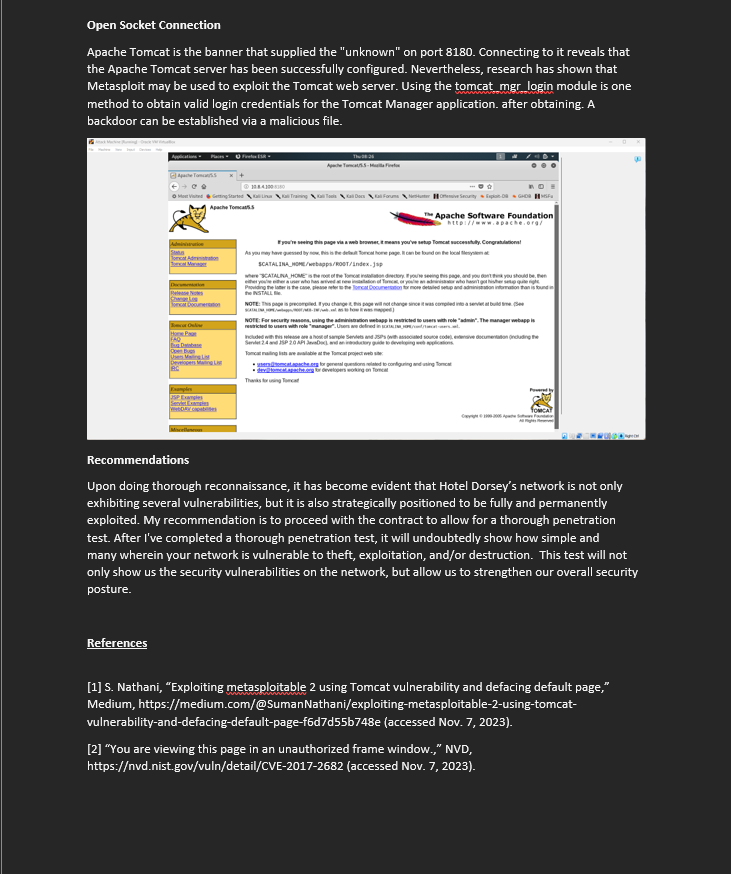 Open Socket Connection
Apache Tomcat is the banner that supplied the "unknown" on port 8180. Connecting to it reveals that
the Apache Tomcat server has been successfully configured. Nevertheless, research has shown that
Metasploit may be used to exploit the Tomcat web server. Using the tomcat_mgr_login module is one
method to obtain valid login credentials for the Tomcat Manager application. after obtaining. A
backdoor can be established via a malicious file.
Applications Places Firefox ESR Thu 08:26
Apache Tomcat/5.5 - Mozilla Firefox
Apache Tomcat/5.5
10.8.4.100:8180
Most Visited Getting Started Kali Linux Kali Training Kali Tools Kali Docs Kali Forums NetHunter Offensive Security Exploit-DB GHDB MSFU
Apache Tomcat/5.5
The Apache Software Foundation
http://www.apache.org/
Administration
Status
Tomcat Administration
Tomcat Manager
Documentation
Release Notes
Change Log
Tomcat Documentation
Tomcat Online
Home Page
FAQ
Bug Database
Open Bugs
Users Mailing List
Developers Mailing List
IRC
Examples
JSP Examples
Servlet Examples
WebDAV capabilities
Miscellaneous
If you're seeing this page via a web browser, it means you've setup Tomcat successfully. Congratulations!
As you may have guessed by now, this is the default Tomcat home page. It can be found on the local filesystem at:
$CATALINA_HOME/webapps/ROOT/index.jsp
where "$CATALINA_HOME" is the root of the Tomcat installation directory. If you're seeing this page, and you don't think you should be, then
either you're either a user who has arrived at new installation of Tomcat, or you're an administrator who hasn't got his/her setup quite right.
Providing the latter is the case, please refer to the Tomcat Documentation for more detailed setup and administration information than is found in
the INSTALL file.
NOTE: This page is precompiled. If you change it, this page will not change since it was compiled into a servlet at build time. (See
$CATALINA_HOME/webapps/ROOT/WEB-INF/web.xml as to how it was mapped.)
NOTE: For security reasons, using the administration webapp is restricted to users with role "admin". The manager webapp is
restricted to users with role "manager". Users are defined in $CATALINA_HOME/conf/tomcat-users.xml.
Included with this release are a host of sample Servlets and JSPs (with associated source code), extensive documentation (including the
Servlet 2.4 and JSP 2.0 API JavaDoc), and an introductory guide to developing web applications.
Tomcat mailing lists are available at the Tomcat project web site:
users@tomcat.apache.org for general questions related to configuring and using Tomcat
dev@tomcat.apache.org for developers working on Tomcat
Thanks for using Tomcat!
Powered by
TOMCAT
Copyright © 1999-2005 Apache Software Foundation
All Rights Reserved
Right Ctrl
Recommendations
Upon doing thorough reconnaissance, it has become evident that Hotel Dorsey’s network is not only
exhibiting several vulnerabilities, but it is also strategically positioned to be fully and permanently
exploited. My recommendation is to proceed with the contract to allow for a thorough penetration
test. After I've completed a thorough penetration test, it will undoubtedly show how simple and
many wherein your network is vulnerable to theft, exploitation, and/or destruction.  This test will not
only show us the security vulnerabilities on the network, but allow us to strengthen our overall security
posture.
References
[1] S. Nathani, “Exploiting metasploitable 2 using Tomcat vulnerability and defacing default page,”
Medium, https://medium.com/@SumanNathani/exploiting-metasploitable-2-using-tomcat-
vulnerability-and-defacing-default-page-f6d7d55b748e (accessed Nov. 7, 2023).
[2] “You are viewing this page in an unauthorized frame window.,” NVD,
https://nvd.nist.gov/vuln/detail/CVE-2017-2682 (accessed Nov. 7, 2023).